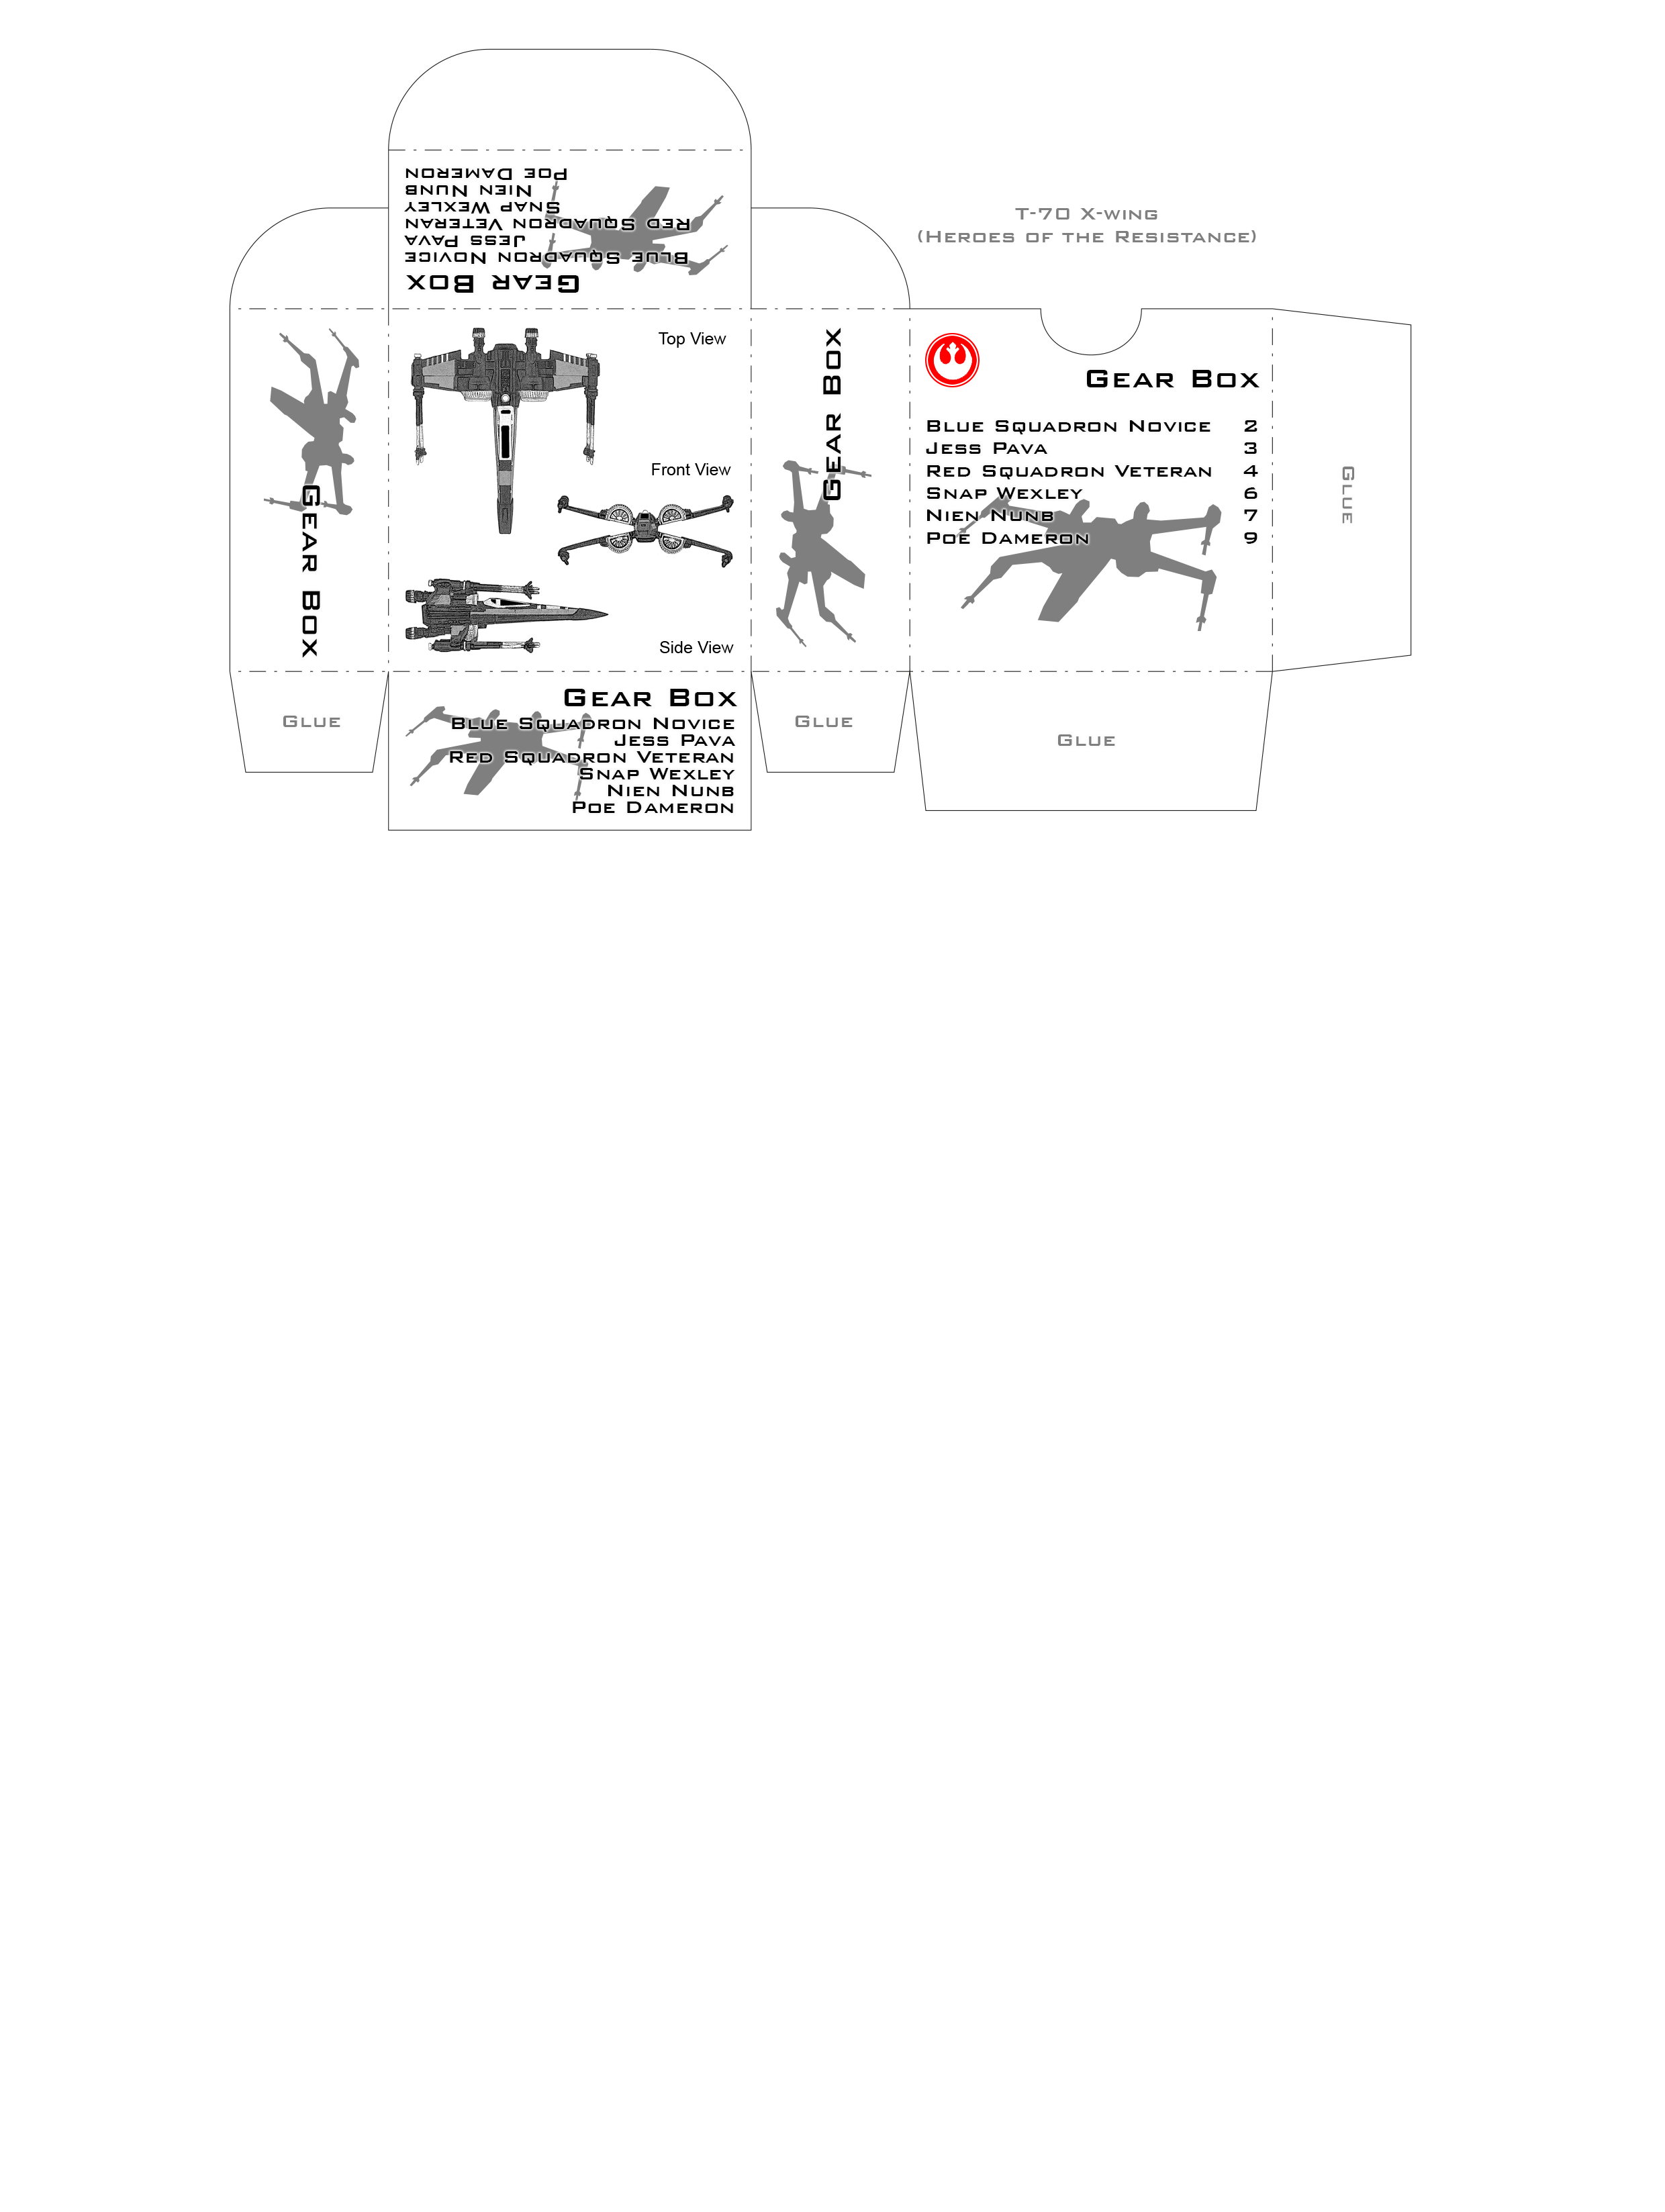 Poe Dameron
Nien Nunb
Snap Wexley
Red Squadron Veteran
Jess Pava
Blue Squadron Novice
Gear Box
T-70 X-wing
(Heroes of the Resistance)
Gear Box
Top View
Front View
Side View
Gear Box
Gear Box
Blue Squadron Novice 2
Jess Pava 3
Red Squadron Veteran 4
Snap Wexley 6
Nien Nunb 7
Poe Dameron 9
Glue
Glue
Gear Box
Blue Squadron Novice
Jess Pava
Red Squadron Veteran
Snap Wexley
Nien Nunb
Poe Dameron
Glue
Glue